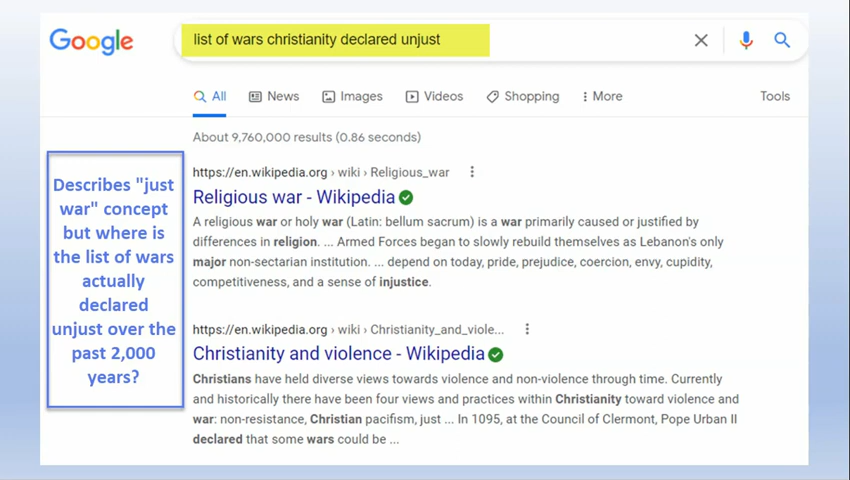 Google
list of wars christianity declared unjust
All
News
Images
Videos
Shopping
More
Tools
About 9,760,000 results (0.86 seconds)
Describes "just
war" concept
but where is
the list of wars
actually
declared
unjust over the
past 2,000
years?
https://en.wikipedia.org › wiki › Religious_war
Religious war - Wikipedia
A religious war or holy war (Latin: bellum sacrum) is a war primarily caused or justified by
differences in religion. ... Armed Forces began to slowly rebuild themselves as Lebanon's only
major non-sectarian institution. ... depend on today, pride, prejudice, coercion, envy, cupidity,
competitiveness, and a sense of injustice.
https://en.wikipedia.org › wiki › Christianity_and_viole...
Christianity and violence - Wikipedia
Christians have held diverse views towards violence and non-violence through time. Currently
and historically there have been four views and practices within Christianity toward violence and
war: non-resistance, Christian pacifism, just ... In 1095, at the Council of Clermont, Pope Urban II
declared that some wars could be ...